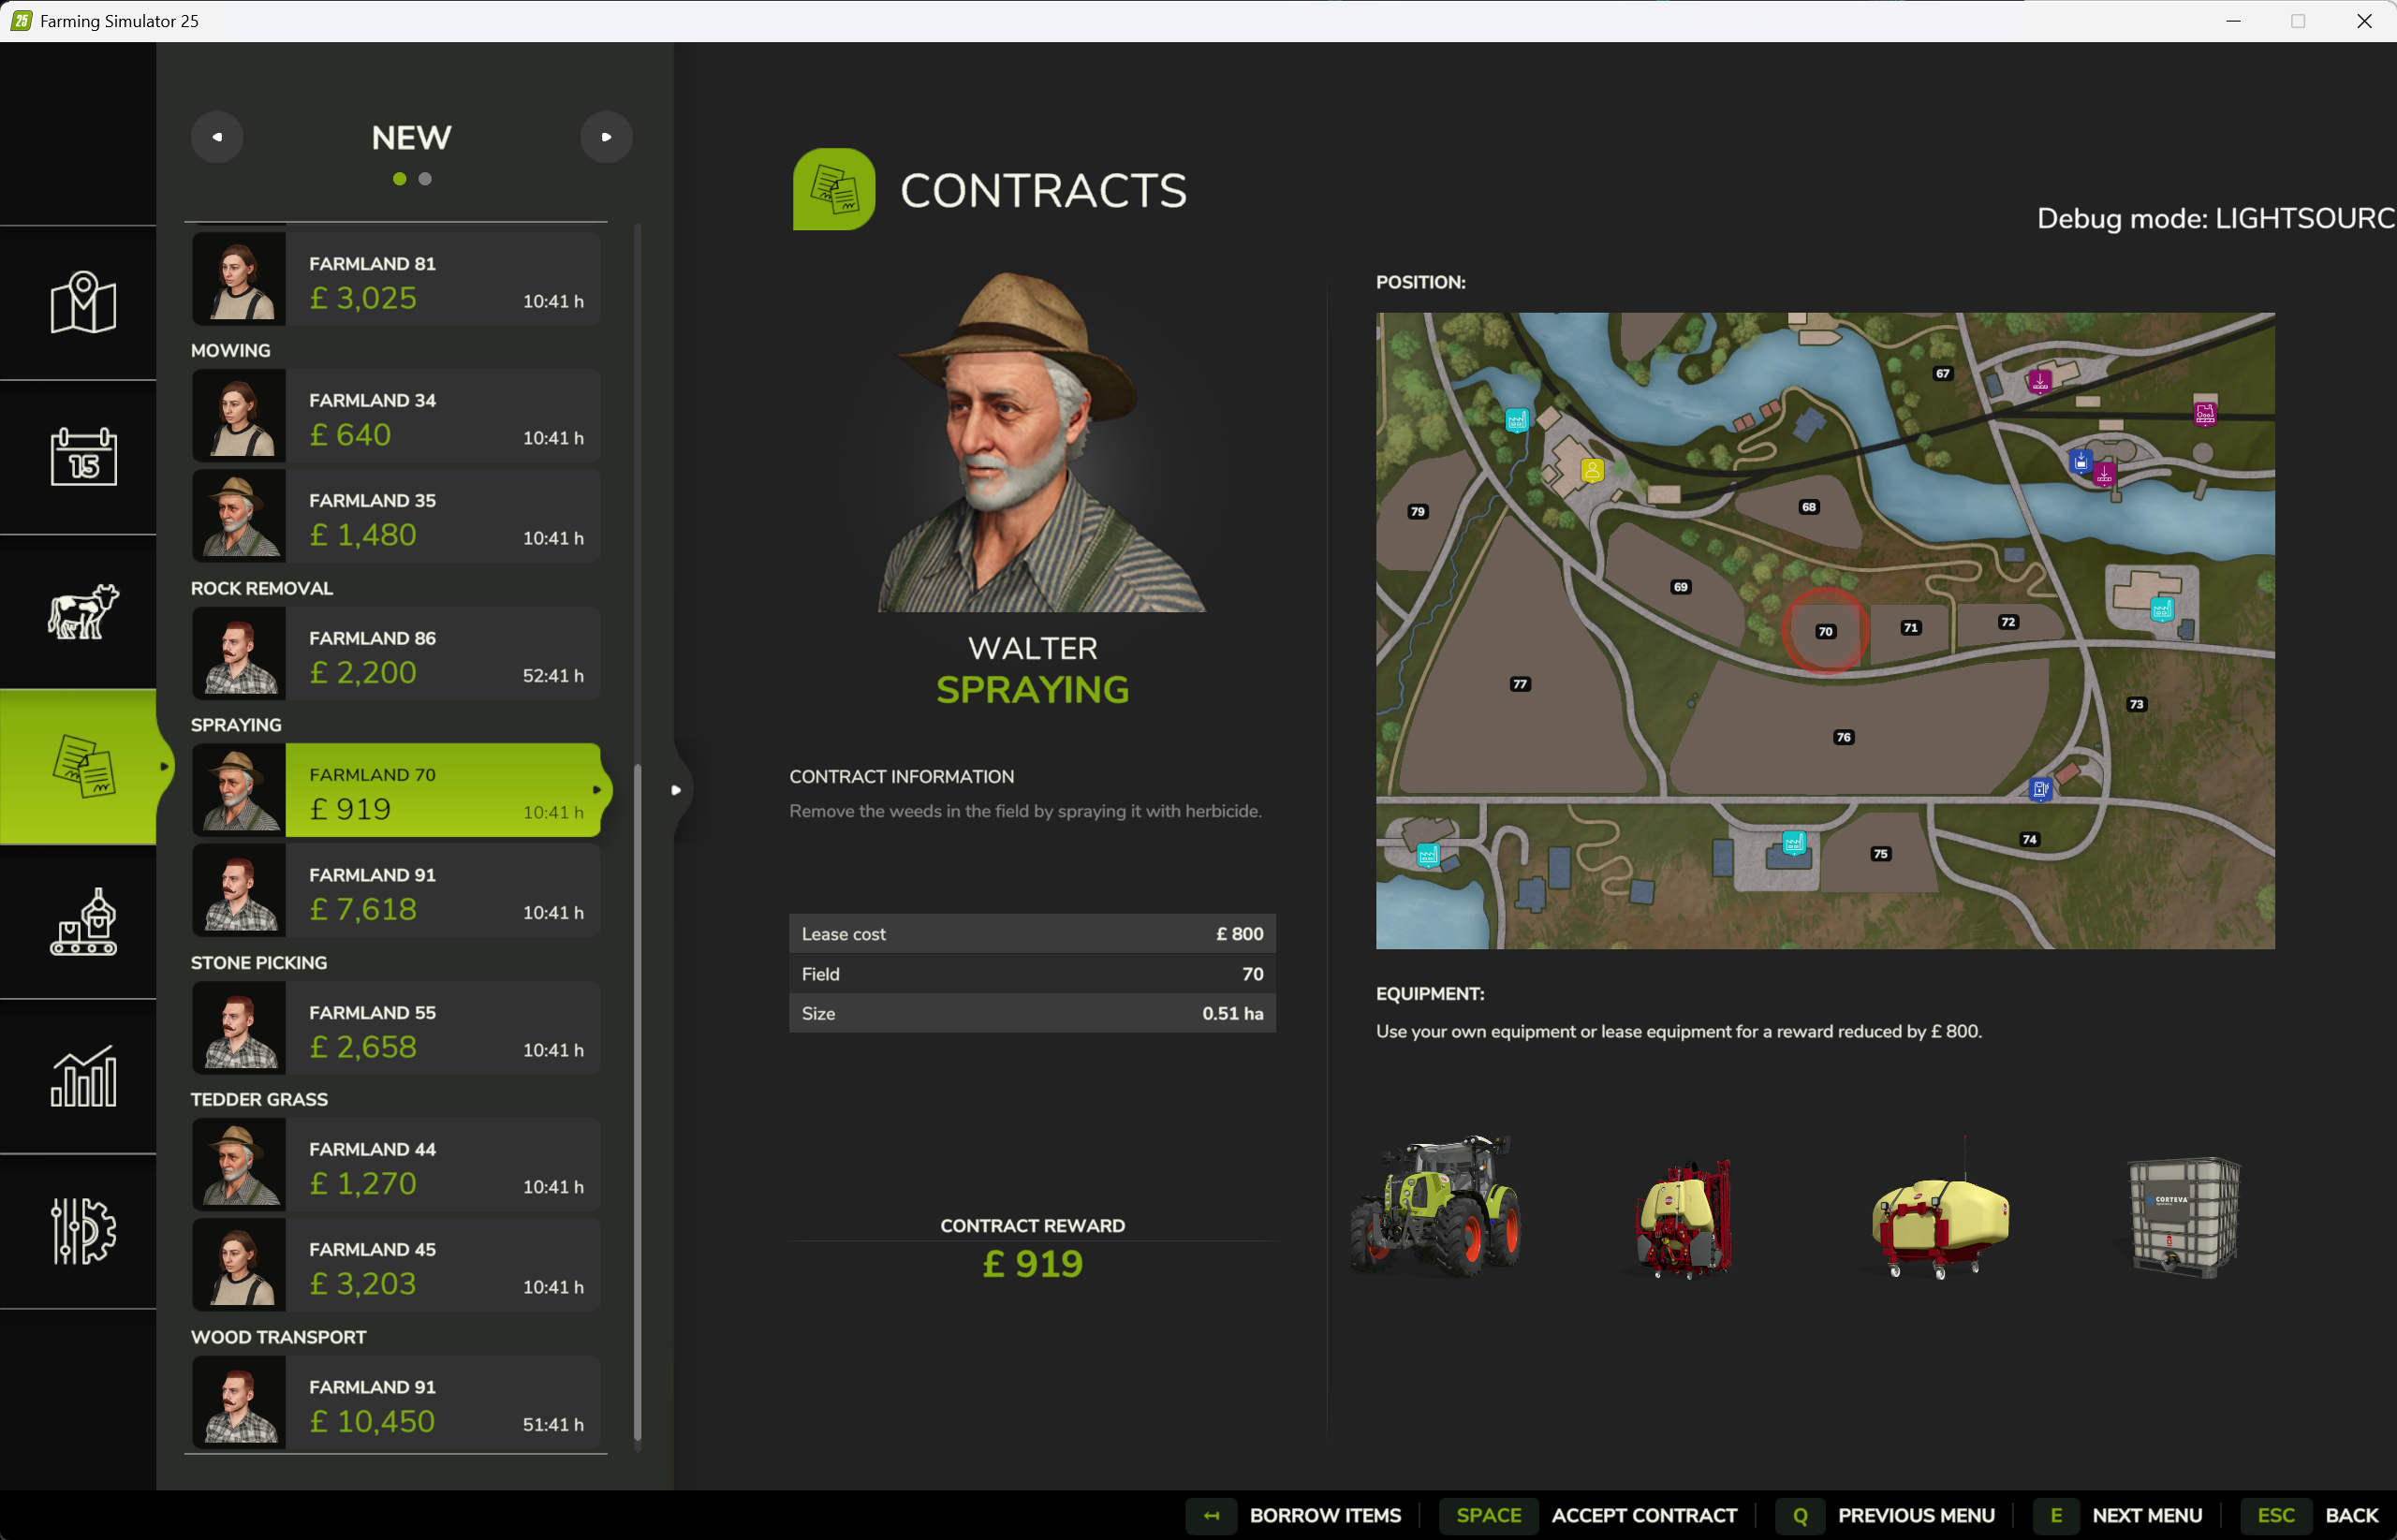 Farming Simulator 25
NEW
FARMLAND 81
£ 3,025
10:41 h
MOWING
FARMLAND 34
£ 640
10:41 h
FARMLAND 35
£ 1,480
10:41 h
ROCK REMOVAL
FARMLAND 86
£ 2,200
52:41 h
SPRAYING
FARMLAND 70
£ 919
10:41 h
FARMLAND 91
£ 7,618
10:41 h
STONE PICKING
FARMLAND 55
£ 2,658
10:41 h
TEDDER GRASS
FARMLAND 44
£ 1,270
10:41 h
FARMLAND 45
£ 3,203
10:41 h
WOOD TRANSPORT
FARMLAND 91
£ 10,450
51:41 h
15
CONTRACTS
Debug mode: LIGHTSOURC
WALTER
SPRAYING
CONTRACT INFORMATION
Remove the weeds in the field by spraying it with herbicide.
Lease cost £ 800
Field 70
Size 0.51 ha
CONTRACT REWARD
£ 919
POSITION:
67
79
68
69
70
71
72
77
73
76
74
75
EQUIPMENT:
Use your own equipment or lease equipment for a reward reduced by £ 800.
CORTEVA
BORROW ITEMS
SPACE ACCEPT CONTRACT
Q PREVIOUS MENU
E NEXT MENU
ESC BACK